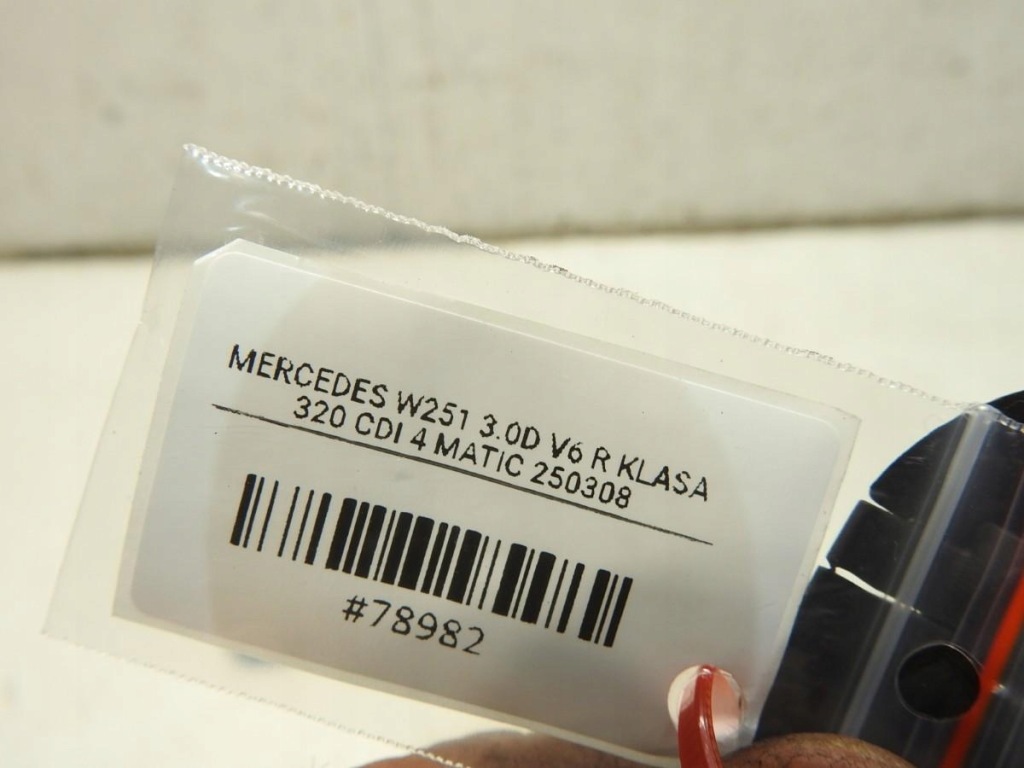 MERCEDES W251 3.0D V6 R KLASA
320 CDI 4 MATIC 250308
#78982